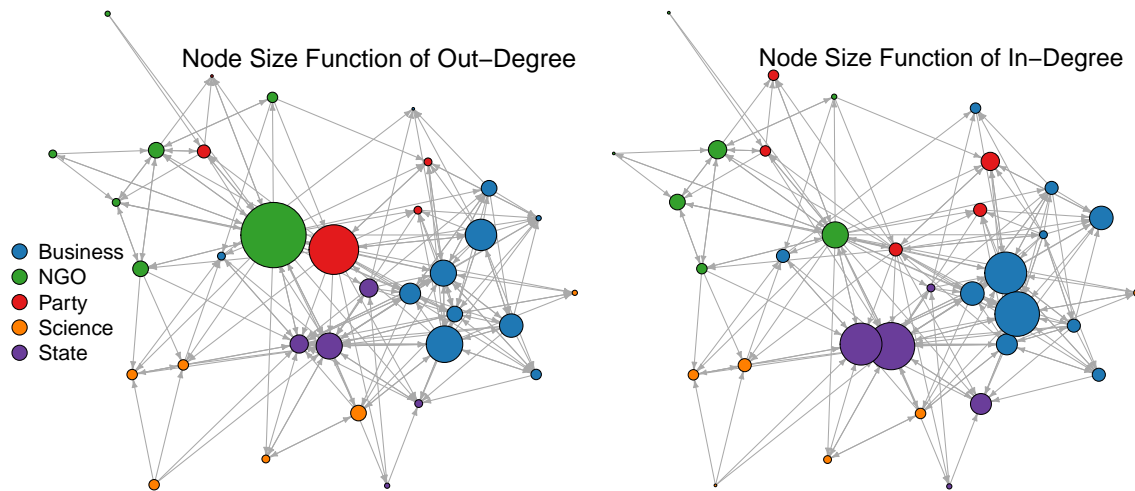 Node Size Function of Out−Degree
Node Size Function of In−Degree
Business
NGO
Party
Science
State